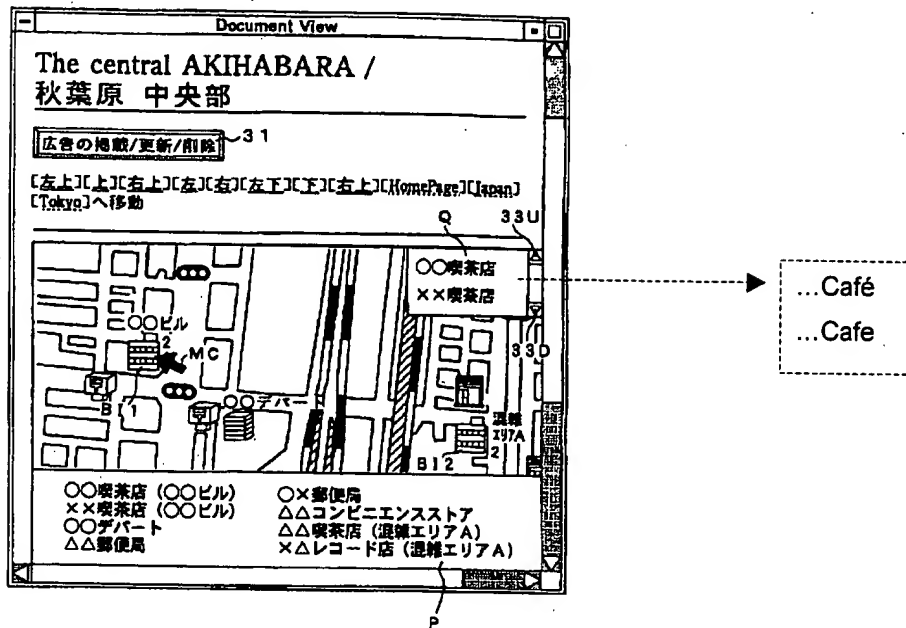 Document View
The central AKIHABARA /
秋葉原 中央部
広告の掲載/更新/削除
31
[左上][上][右上][左][右][左下][下][右上][HomePage][Japan]
[Tokyo]へ移動
Q
33U
○○喫茶店
××喫茶店
...Café
...Cafe
33D
○○ビル
2
MC
BI1
○○デパート
混雑
エリアA
2
BI2
○○喫茶店 (○○ビル)
××喫茶店 (○○ビル)
○○デパート
△△郵便局
○×郵便局
△△コンビニエンスストア
△△喫茶店 (混雑エリアA)
×△レコード店 (混雑エリアA)
P